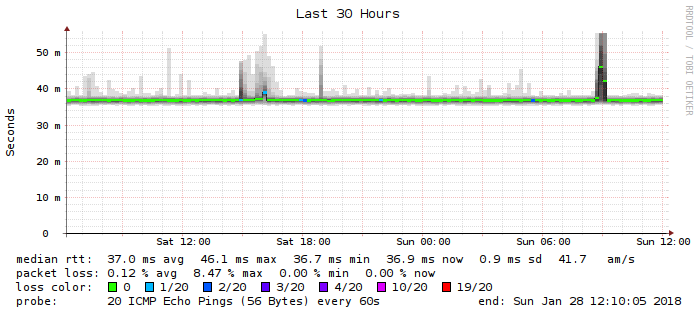 Last 30 Hours
RRDTOOL / TOBI OETIKER
Seconds
50 m
40 m
30 m
20 m
10 m
0
Sat 12:00 Sat 18:00 Sun 00:00 Sun 06:00 Sun 12:00
median rtt: 37.0 ms avg 46.1 ms max 36.7 ms min 36.9 ms now 0.9 ms sd 41.7 am/s
packet loss: 0.12 % avg 8.47 % max 0.00 % min 0.00 % now
loss color: 0 1/20 2/20 3/20 4/20 10/20 19/20
probe: 20 ICMP Echo Pings (56 Bytes) every 60s end: Sun Jan 28 12:10:05 2018